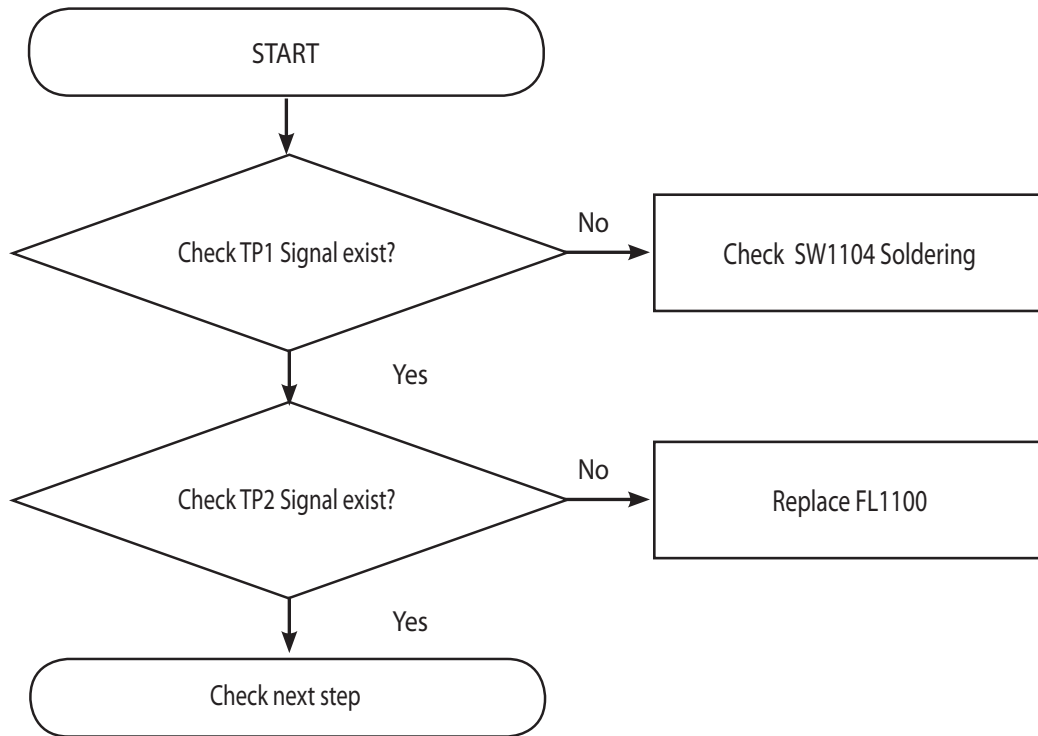 START
Check TP1 Signal exist?
No
Check SW1104 Soldering
Yes
Check TP2 Signal exist?
No
Replace FL1100
Yes
Check next step